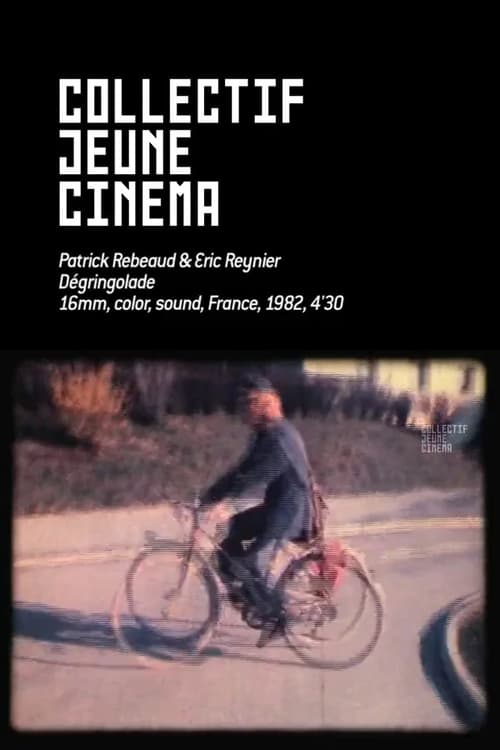 COLLECTIF
JEUNE
CINEMA
Patrick Rebeaud & Eric Reynier
Dégringolade
16mm, color, sound, France, 1982, 4'30
COLLECTIF
JEUNE
CINEMA